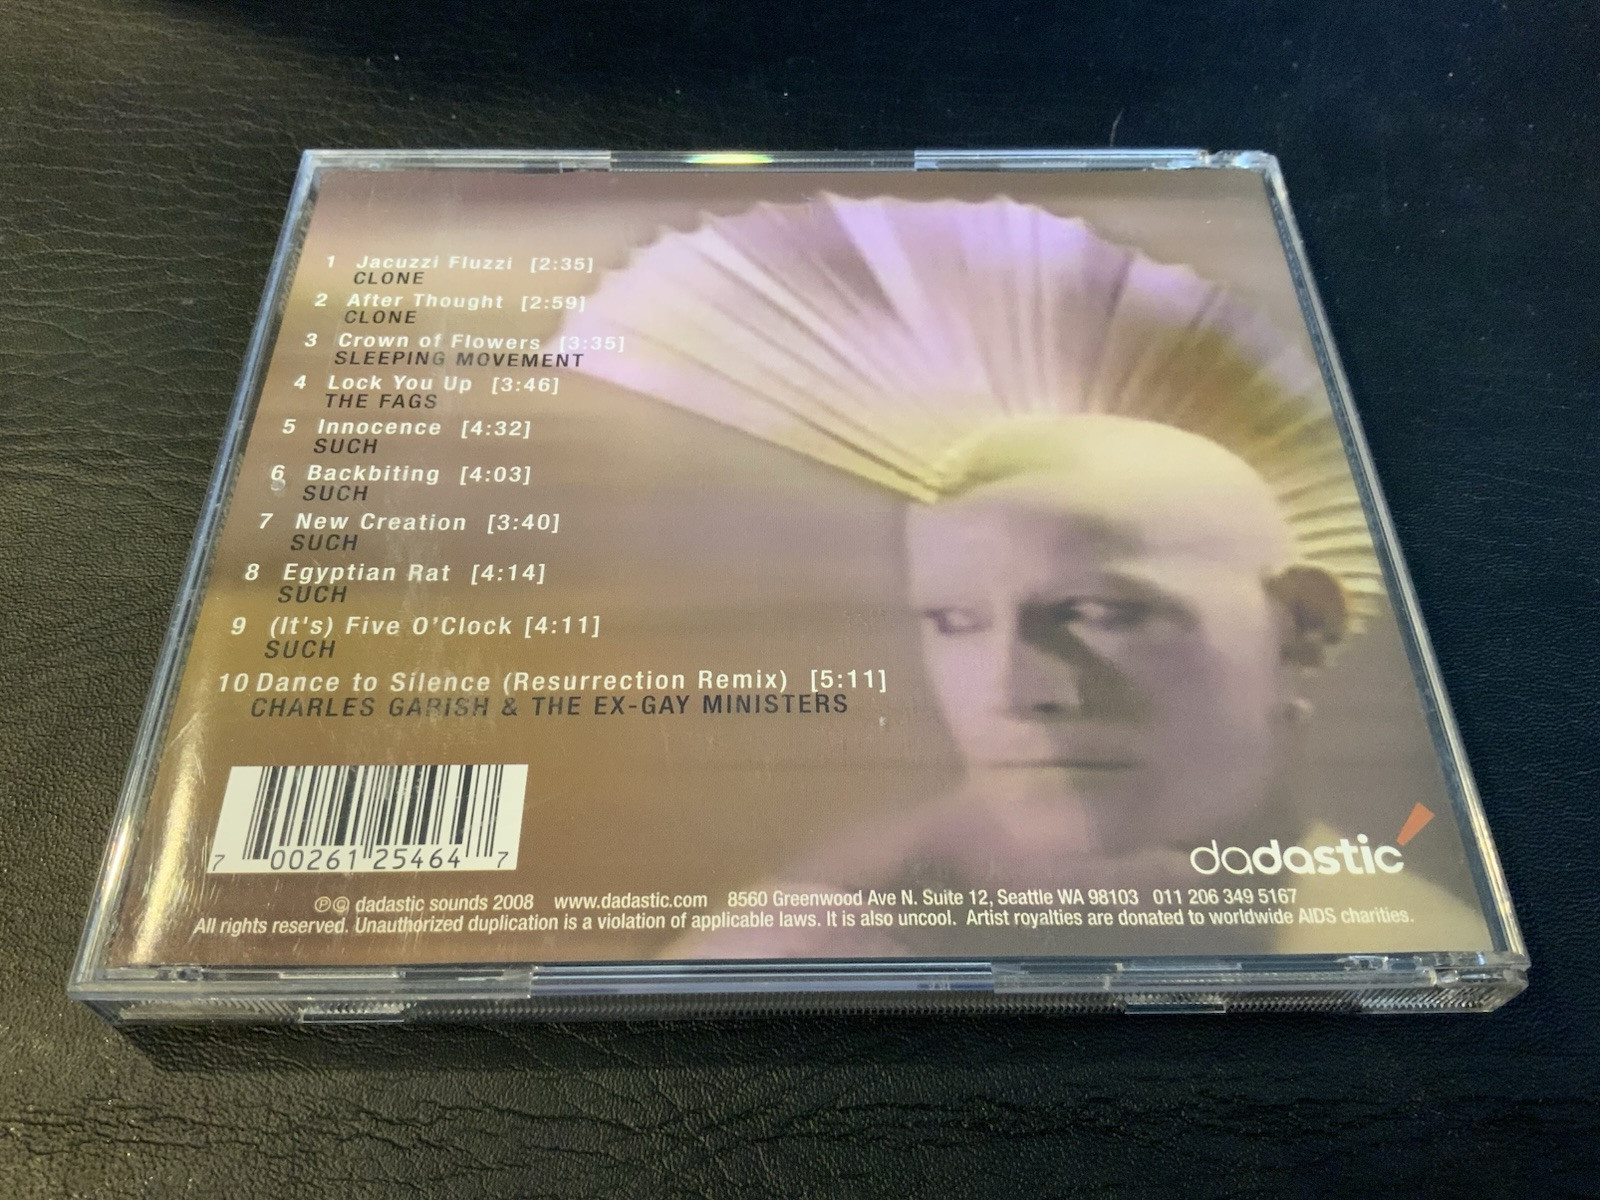 1 Jacuzzi Fluzzi [2:35]
CLONE
2 After Thought [2:59]
CLONE
3 Crown of Flowers [3:35]
SLEEPING MOVEMENT
4 Lock You Up [3:46]
THE FAGS
5 Innocence [4:32]
SUCH
6 Backbiting [4:03]
SUCH
7 New Creation [3:40]
SUCH
8 Egyptian Rat [4:14]
SUCH
9 (It's) Five O'Clock [4:11]
SUCH
10 Dance to Silence (Resurrection Remix) [5:11]
CHARLES GARISH & THE EX-GAY MINISTERS
7 00261 25464 7
dadastic
℗© dadastic sounds 2008 www.dadastic.com 8560 Greenwood Ave N. Suite 12, Seattle WA 98103 011 206 349 5167
All rights reserved. Unauthorized duplication is a violation of applicable laws. It is also uncool. Artist royalties are donated to worldwide AIDS charities.